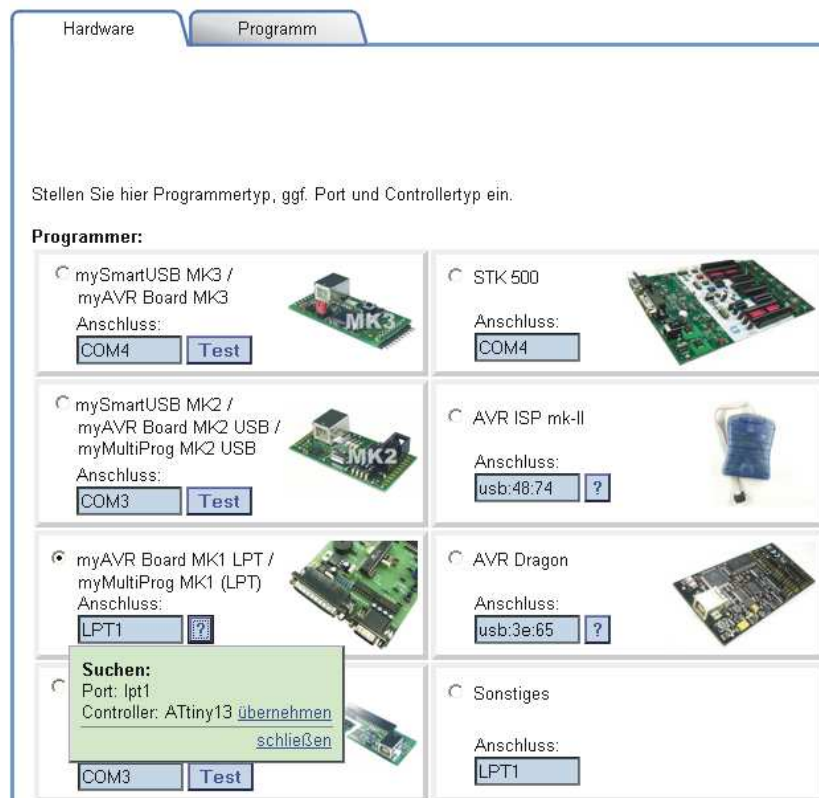 Hardware
Programm
Stellen Sie hier Programmertyp, ggf. Port und Controllertyp ein.
Programmer:
mySmartUSB MK3 /
myAVR Board MK3
Anschluss:
COM4
Test
MK3
STK 500
Anschluss:
COM4
mySmartUSB MK2 /
myAVR Board MK2 USB /
myMultiProg MK2 USB
Anschluss:
COM3
Test
MK2
AVR ISP mk-II
Anschluss:
usb:48:74
?
myAVR Board MK1 LPT /
myMultiProg MK1 (LPT)
Anschluss:
LPT1
?
AVR Dragon
Anschluss:
usb:3e:65
?
Suchen:
Port: lpt1
Controller: ATtiny13 übernehmen
schließen
COM3
Test
Sonstiges
Anschluss:
LPT1